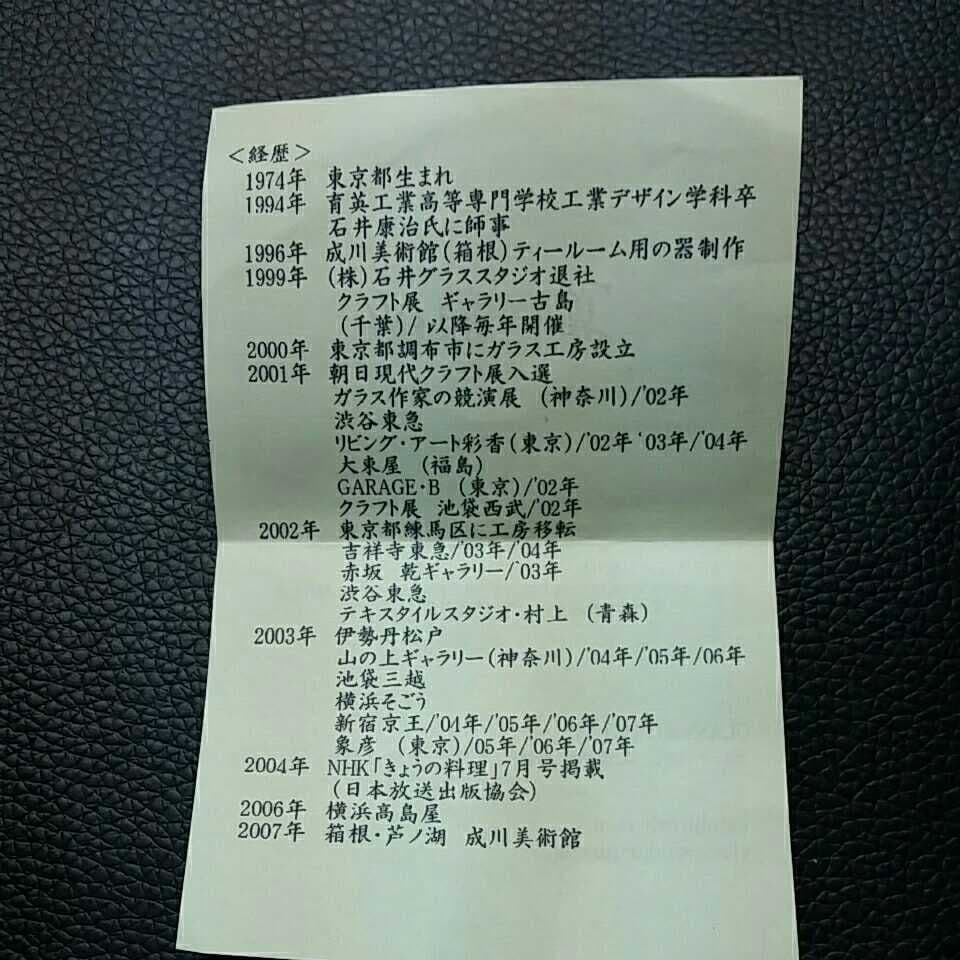 ＜経歴＞
1974年 東京都生まれ
1994年 育英工業高等専門学校工業デザイン学科卒
石井康治氏に師事
1996年 成川美術館(箱根)ティールーム用の器制作
1999年 (株)石井グラススタジオ退社
クラフト展 ギャラリー古島
(千葉)/以降毎年開催
2000年 東京都調布市にガラス工房設立
2001年 朝日現代クラフト展入選
ガラス作家の競演展 (神奈川)/'02年
渋谷東急
リビング・アート彩香(東京)/'02年 '03年/'04年
大東屋 (福島)
GARAGE・B (東京)/'02年
クラフト展 池袋西武/'02年
2002年 東京都練馬区に工房移転
吉祥寺東急/'03年/'04年
赤坂 乾ギャラリー/'03年
渋谷東急
テキスタイルスタジオ・村上 (青森)
2003年 伊勢丹松戸
山の上ギャラリー(神奈川)/'04年/'05年/06年
池袋三越
横浜そごう
新宿京王/'04年/'05年/'06年/'07年
象彦 (東京)/05年/'06年/'07年
2004年 NHK「きょうの料理」7月号掲載
(日本放送出版協会)
2006年 横浜高島屋
2007年 箱根・芦ノ湖 成川美術館